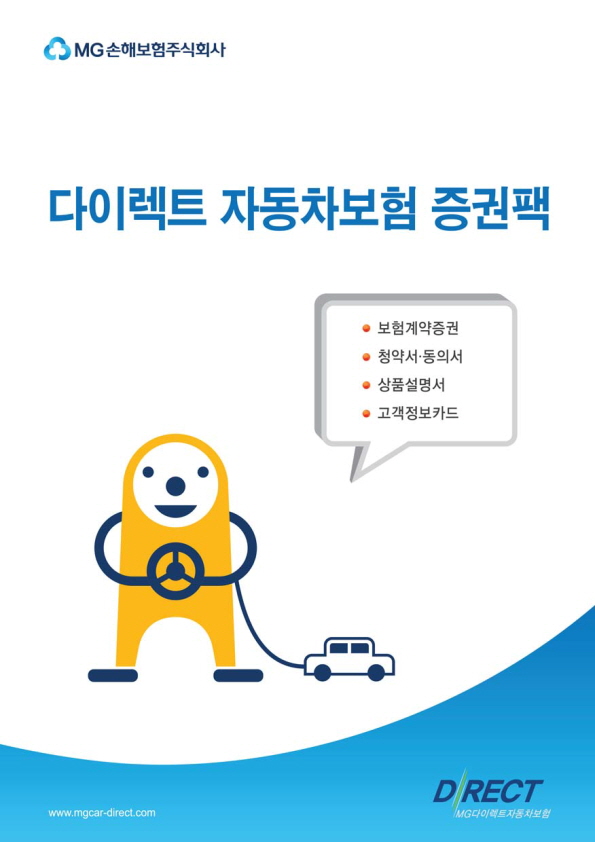 MG손해보험주식회사
다이렉트 자동차보험 증권팩
보험계약증권
청약서·동의서
상품설명서
고객정보카드
www.mgcar-direct.com
DIRECT
MG다이렉트자동차보험